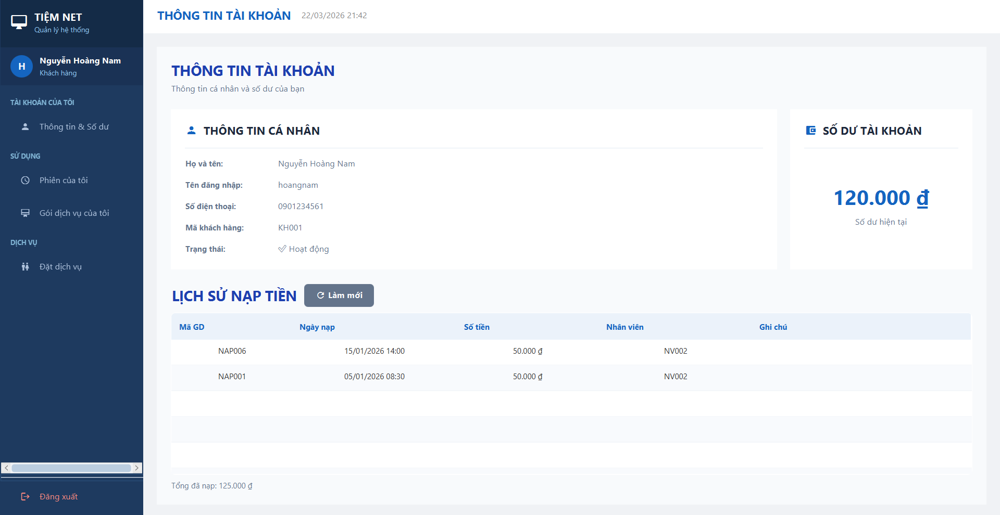 TIỆM NET
Quản lý hệ thống
Nguyễn Hoàng Nam
H
Khách hàng
TÀI KHOẢN CỦA TÔI
Thông tin & Số dư
SỬ DỤNG
Phiên của tôi
Gói dịch vụ của tôi
DỊCH VỤ
Đặt dịch vụ
Đăng xuất
THÔNG TIN TÀI KHOẢN 22/03/2026 21:42
THÔNG TIN TÀI KHOẢN
Thông tin cá nhân và số dư của bạn
THÔNG TIN CÁ NHÂN
Họ và tên: Nguyễn Hoàng Nam
Tên đăng nhập: hoangnam
Số điện thoại: 0901234561
Mã khách hàng: KH001
Trạng thái: ✅ Hoạt động
SỐ DƯ TÀI KHOẢN
120.000 ₫
Số dư hiện tại
LỊCH SỬ NẠP TIỀN Làm mới
Mã GD Ngày nạp Số tiền Nhân viên Ghi chú
NAP006 15/01/2026 14:00 50.000 ₫ NV002
NAP001 05/01/2026 08:30 50.000 ₫ NV002
Tổng đã nạp: 125.000 ₫